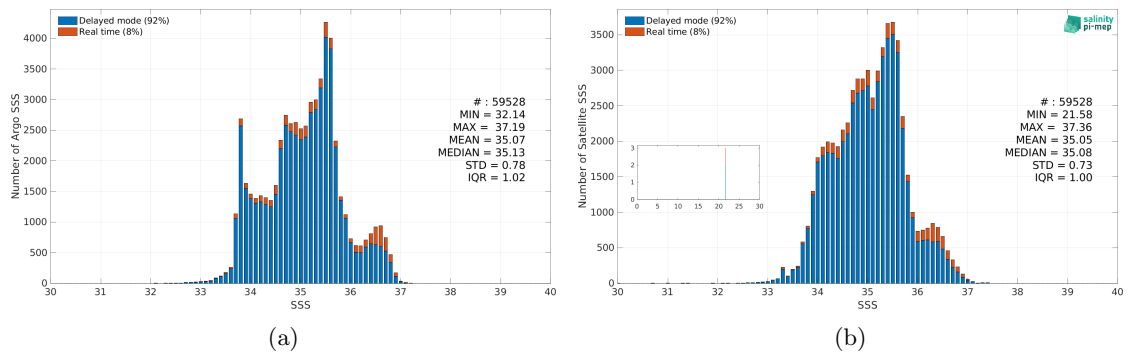 Delayed mode (92%)
Real time (8%)
4000
3500
3000
2500
2000
1500
1000
500
0
Number of Argo SSS
# : 59528
MIN = 32.14
MAX = 37.19
MEAN = 35.07
MEDIAN = 35.13
STD = 0.78
IQR = 1.02
30 31 32 33 34 35 36 37 38 39 40
SSS
(a)
Delayed mode (92%)
Real time (8%)
salinity
pi-mep
3500
3000
2500
2000
1500
1000
500
0
Number of Satellite SSS
# : 59528
MIN = 21.58
MAX = 37.36
MEAN = 35.05
MEDIAN = 35.08
STD = 0.73
IQR = 1.00
3
2
1
0
0 5 10 15 20 25 30
30 31 32 33 34 35 36 37 38 39 40
SSS
(b)